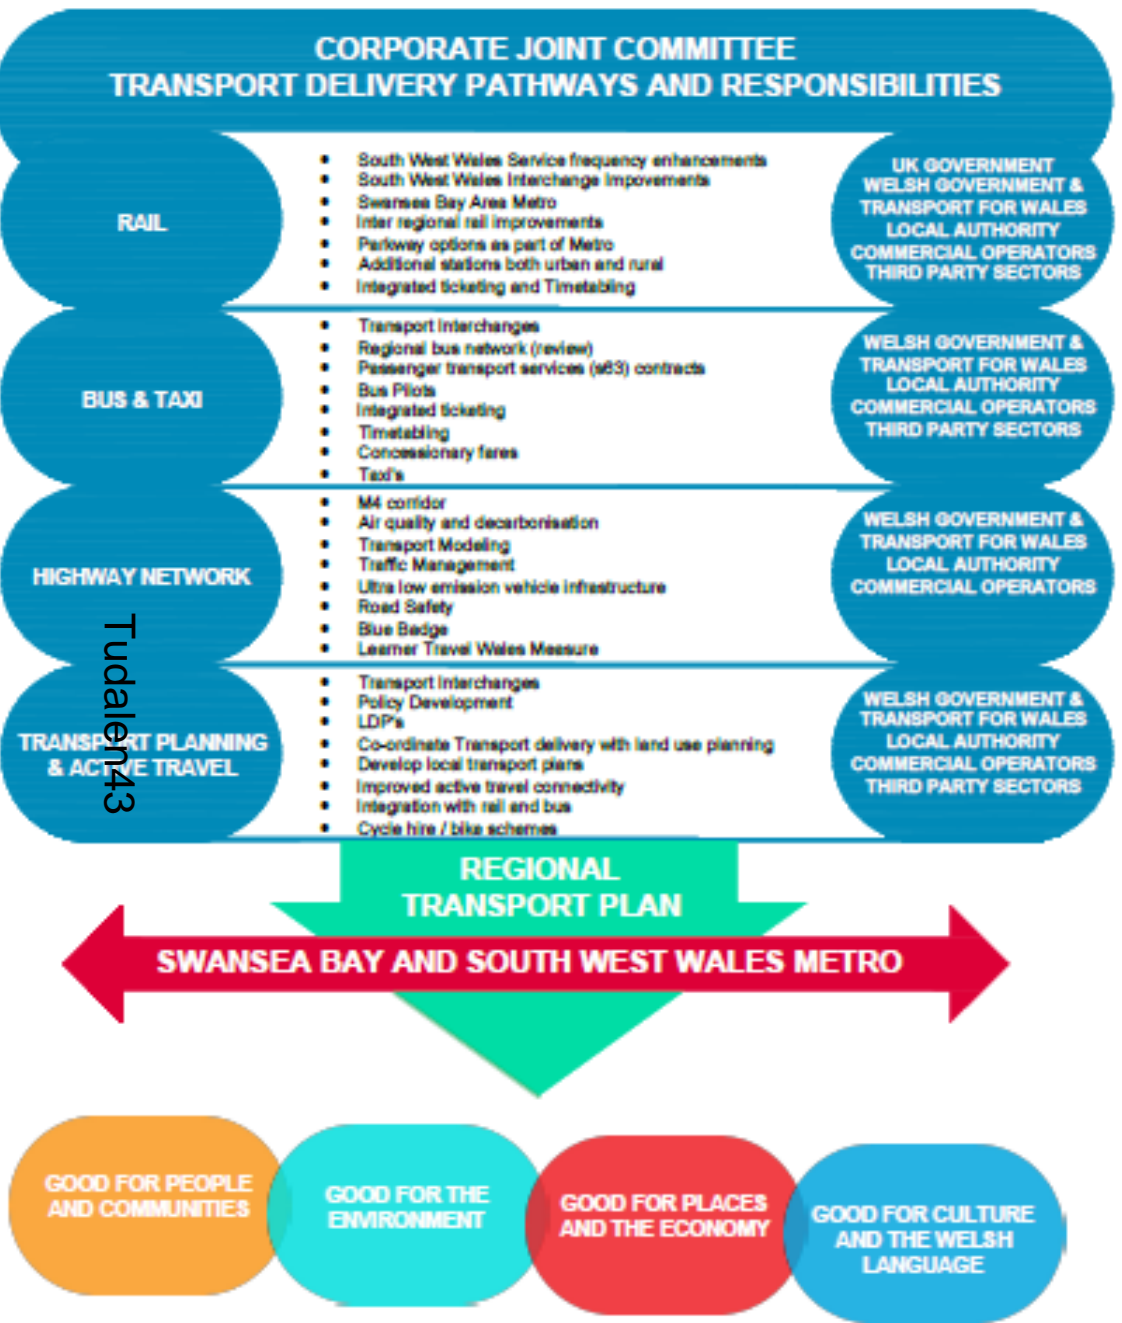 CORPORATE JOINT COMMITTEE
TRANSPORT DELIVERY PATHWAYS AND RESPONSIBILITIES
RAIL
• South West Wales Service frequency enhancements
• South West Wales Interchange Impovements
• Swansea Bay Area Metro
• Inter regional rail improvements
• Parkway options as part of Metro
• Additional stations both urban and rural
• Integrated ticketing and Timetabling
UK GOVERNMENT
WELSH GOVERNMENT &
TRANSPORT FOR WALES
LOCAL AUTHORITY
COMMERCIAL OPERATORS
THIRD PARTY SECTORS
BUS & TAXI
• Transport Interchanges
• Regional bus network (review)
• Passenger transport services (s63) contracts
• Bus Pilots
• Integrated ticketing
• Timetabling
• Concessionary fares
• Taxi's
WELSH GOVERNMENT &
TRANSPORT FOR WALES
LOCAL AUTHORITY
COMMERCIAL OPERATORS
THIRD PARTY SECTORS
HIGHWAY NETWORK
• M4 corridor
• Air quality and decarbonisation
• Transport Modeling
• Traffic Management
• Ultra low emission vehicle infrastructure
• Road Safety
• Blue Badge
• Learner Travel Wales Measure
WELSH GOVERNMENT &
TRANSPORT FOR WALES
LOCAL AUTHORITY
COMMERCIAL OPERATORS
TRANSPORT PLANNING
& ACTIVE TRAVEL
• Transport Interchanges
• Policy Development
• LDP's
• Co-ordinate Transport delivery with land use planning
• Develop local transport plans
• Improved active travel connectivity
• Integration with rail and bus
• Cycle hire / bike schemes
WELSH GOVERNMENT &
TRANSPORT FOR WALES
LOCAL AUTHORITY
COMMERCIAL OPERATORS
THIRD PARTY SECTORS
Tudalen43
REGIONAL
TRANSPORT PLAN
SWANSEA BAY AND SOUTH WEST WALES METRO
GOOD FOR PEOPLE
AND COMMUNITIES
GOOD FOR THE
ENVIRONMENT
GOOD FOR PLACES
AND THE ECONOMY
GOOD FOR CULTURE
AND THE WELSH
LANGUAGE